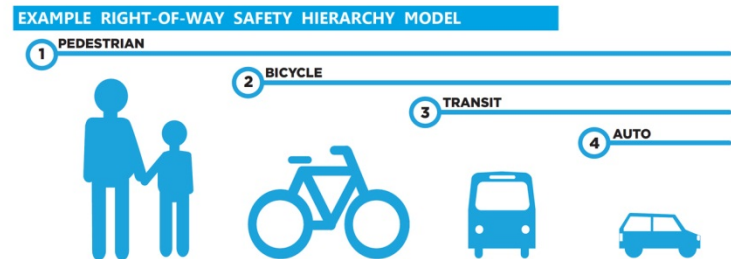 EXAMPLE RIGHT-OF-WAY SAFETY HIERARCHY MODEL
1 PEDESTRIAN
2 BICYCLE
3 TRANSIT
4 AUTO